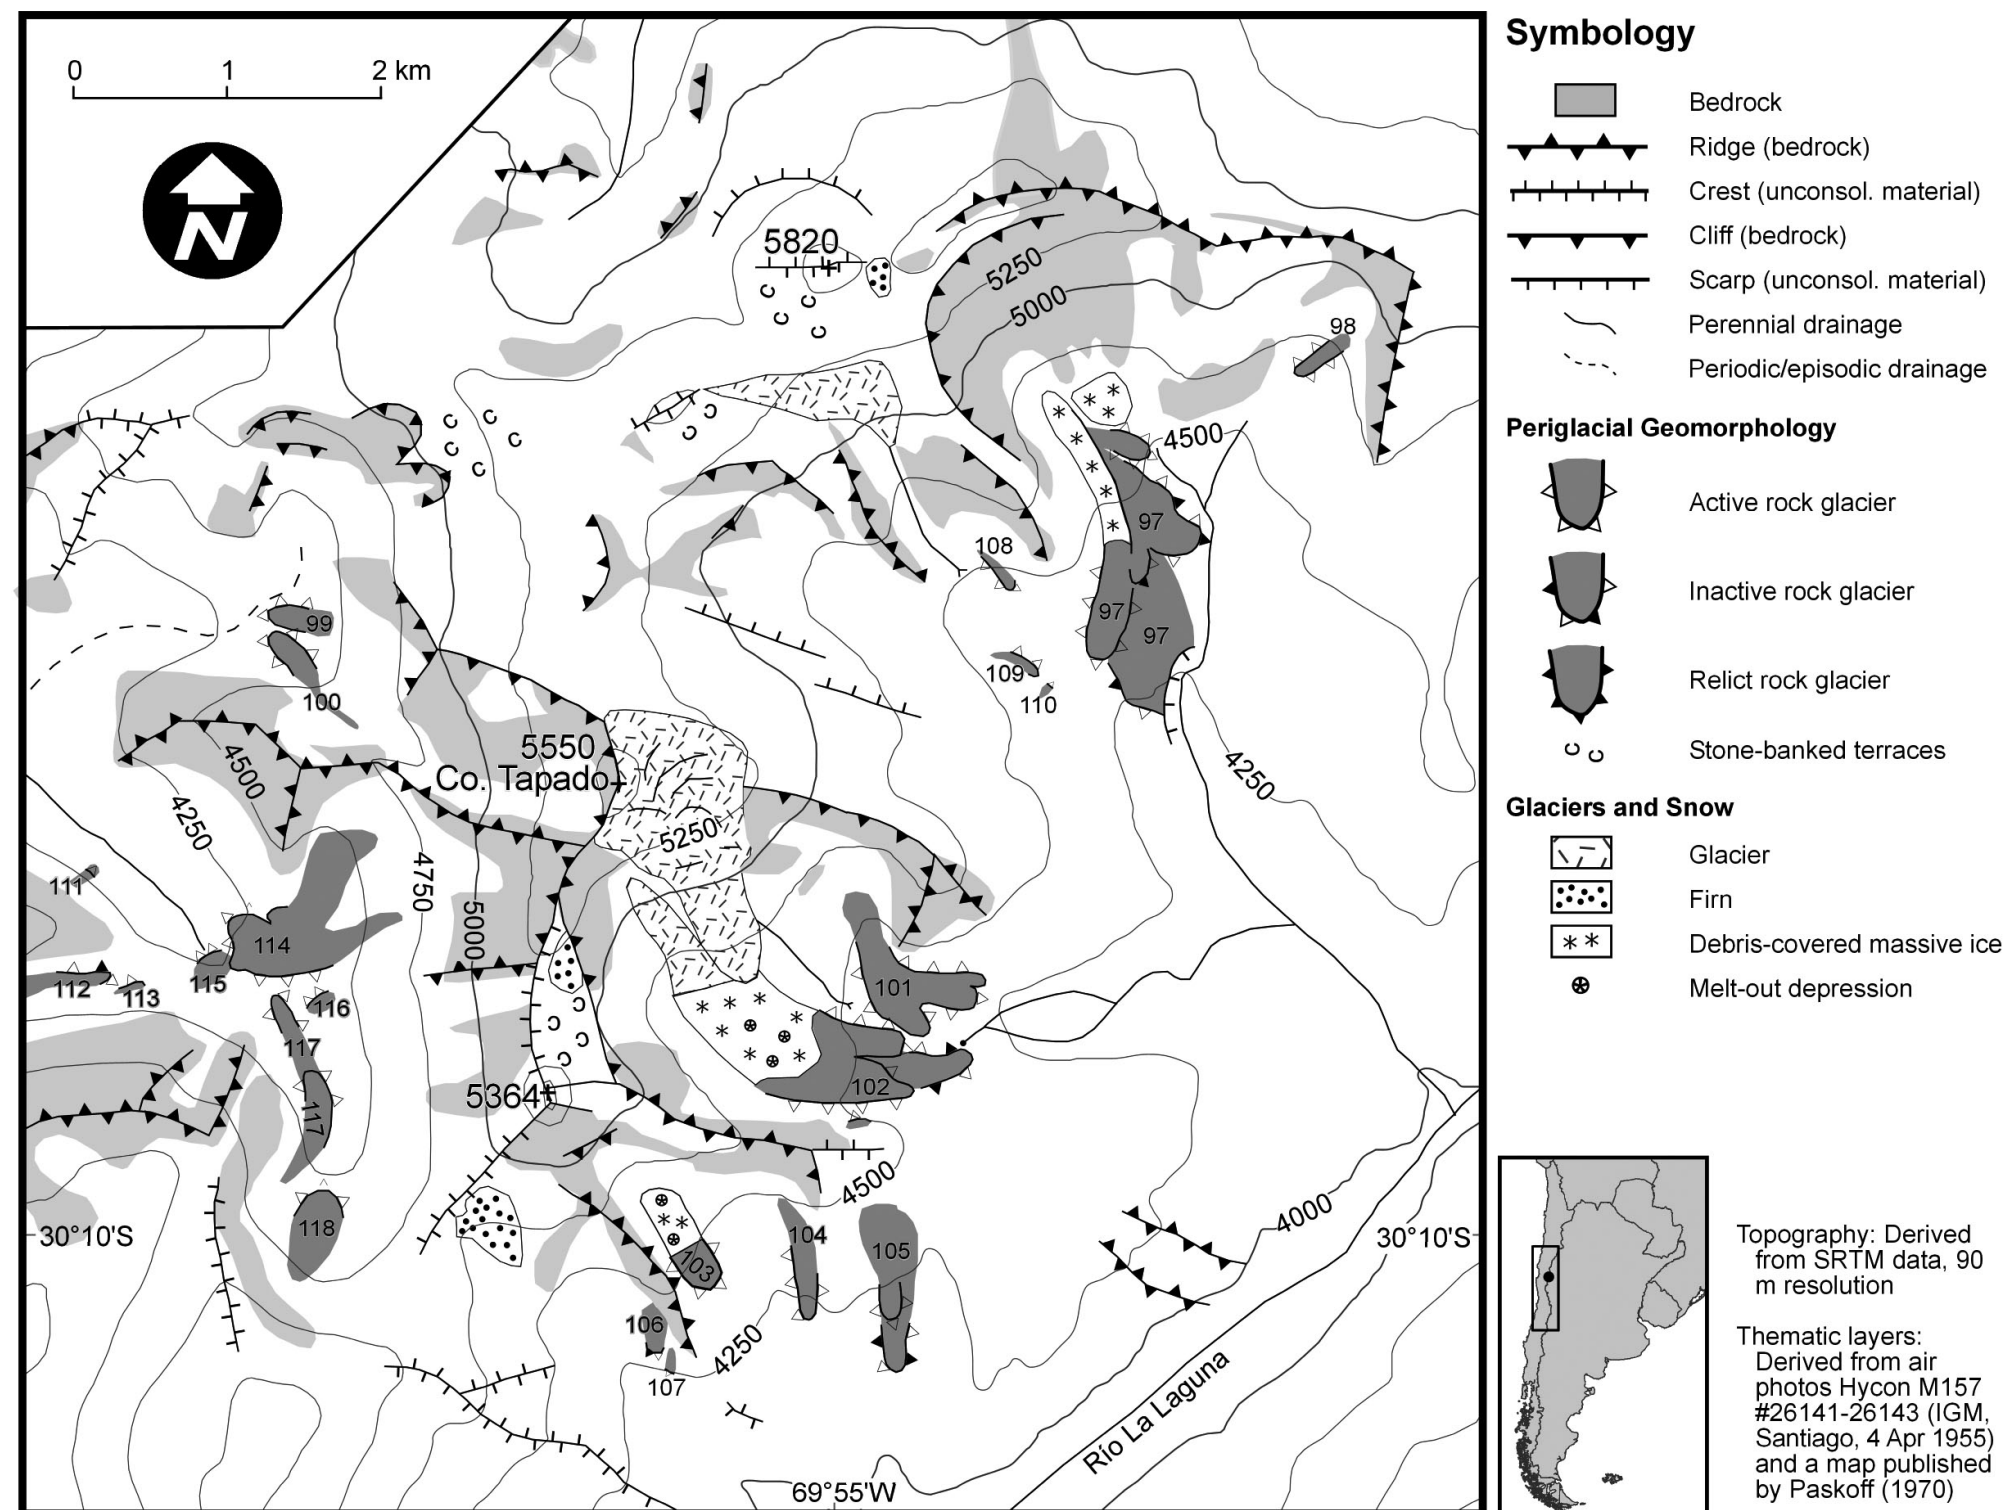 0 1 2 km
N
5820
5250
5000
98
4500
97
108
97
97
99
109
110
100
5550
Co. Tapado
4500
4250
4250
5250
4750
111
5000
114
101
115
112
113
116
117
102
5364
117
4500
118
30°10'S
104
105
4000
30°10'S
103
106
4250
107
Río La Laguna
69°55'W
Symbology
Bedrock
Ridge (bedrock)
Crest (unconsol. material)
Cliff (bedrock)
Scarp (unconsol. material)
Perennial drainage
Periodic/episodic drainage
Periglacial Geomorphology
Active rock glacier
Inactive rock glacier
Relict rock glacier
c c Stone-banked terraces
Glaciers and Snow
Glacier
Firn
Debris-covered massive ice
Melt-out depression
Topography: Derived
from SRTM data, 90
m resolution
Thematic layers:
Derived from air
photos Hycon M157
#26141-26143 (IGM,
Santiago, 4 Apr 1955)
and a map published
by Paskoff (1970)